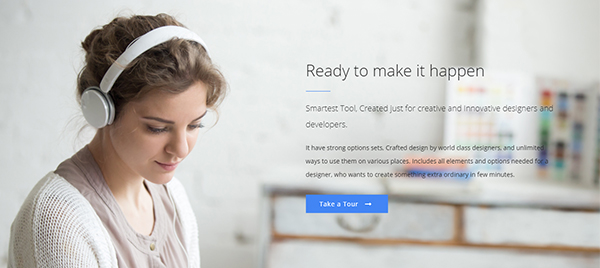 Ready to make it happen
Smartest Tool, Created just for creative and innovative designers and
developers.
It have strong options sets, Crafted design by world class designers, and unlimited
ways to use them on various places. Includes all elements and options needed for a
designer, who wants to create something extra ordinary in few minutes.
Take a Tour →